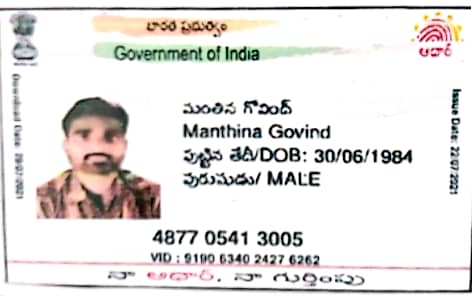 భారత ప్రభుత్వం
Government of India
ఆధార్
Download Date: 29/07/2021
Issue Date: 22/07/2021
మంతిన గోవింద్
Manthina Govind
పుట్టిన తేదీ/DOB: 30/06/1984
పురుషుడు/ MALE
4877 0541 3005
VID : 9190 6340 2427 6262
నా ఆధార్, నా గుర్తింపు